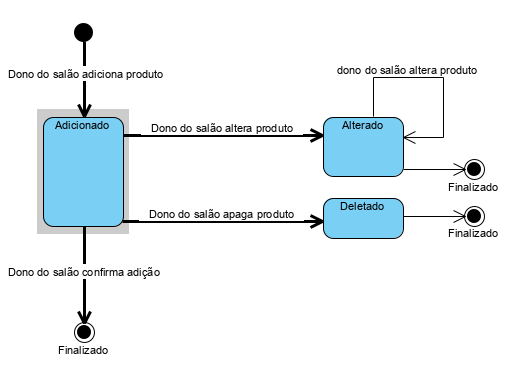 Dono do salão adiciona produto
dono do salão altera produto
Adicionado
Dono do salão altera produto
Alterado
Finalizado
Dono do salão apaga produto
Deletado
Finalizado
Dono do salão confirma adição
Finalizado